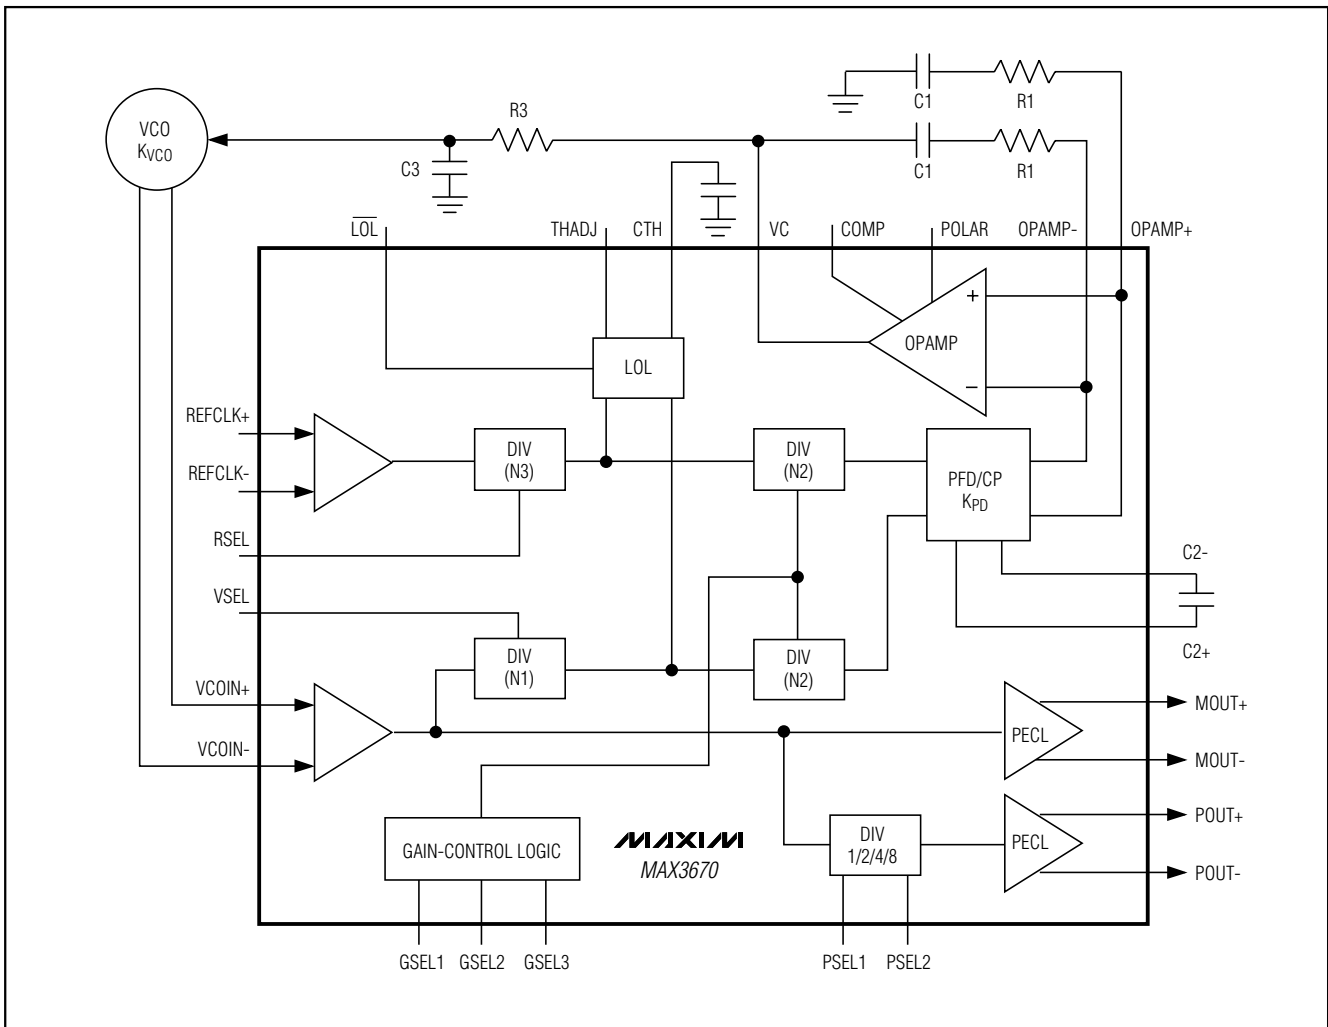 C1
R1
R3
VCO
KVCO
C3
C1
R1
LOL
THADJ
CTH
VC
COMP
POLAR
OPAMP-
OPAMP+
+
OPAMP
−
LOL
REFCLK+
REFCLK-
DIV
(N3)
DIV
(N2)
PFD/CP
KPD
RSEL
C2-
VSEL
C2+
DIV
(N1)
DIV
(N2)
VCOIN+
VCOIN-
PECL
MOUT+
MOUT-
GAIN-CONTROL LOGIC
MAXIM
MAX3670
DIV
1/2/4/8
PECL
POUT+
POUT-
GSEL1
GSEL2
GSEL3
PSEL1
PSEL2